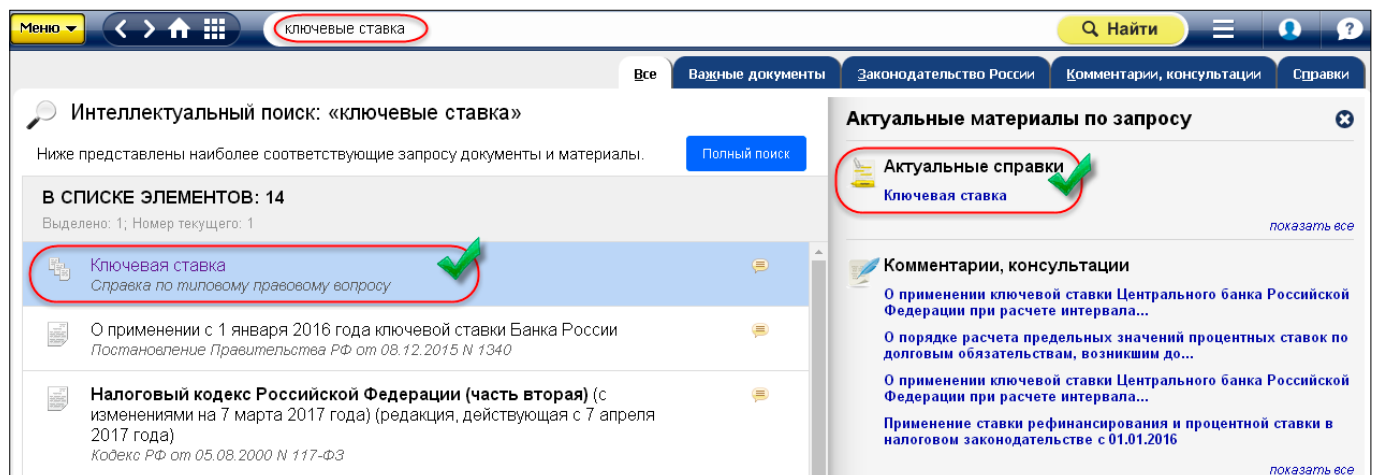 Меню
ключевые ставка
Найти
?
Все
Важные документы
Законодательство России
Комментарии, консультации
Справки
Интеллектуальный поиск: «ключевые ставка»
Ниже представлены наиболее соответствующие запросу документы и материалы.
Полный поиск
В СПИСКЕ ЭЛЕМЕНТОВ: 14
Выделено: 1; Номер текущего: 1
Ключевая ставка
Справка по типовому правовому вопросу
О применении с 1 января 2016 года ключевой ставки Банка России
Постановление Правительства РФ от 08.12.2015 N 1340
Налоговый кодекс Российской Федерации (часть вторая) (с
изменениями на 7 марта 2017 года) (редакция, действующая с 7 апреля
2017 года)
Кодекс РФ от 05.08.2000 N 117-ФЗ
Актуальные материалы по запросу
Актуальные справки
Ключевая ставка
показать все
Комментарии, консультации
О применении ключевой ставки Центрального банка Российской
Федерации при расчете интервала...
О порядке расчета предельных значений процентных ставок по
долговым обязательствам, возникшим до...
О применении ключевой ставки Центрального банка Российской
Федерации при расчете интервала...
Применение ставки рефинансирования и процентной ставки в
налоговом законодательстве с 01.01.2016
показать все